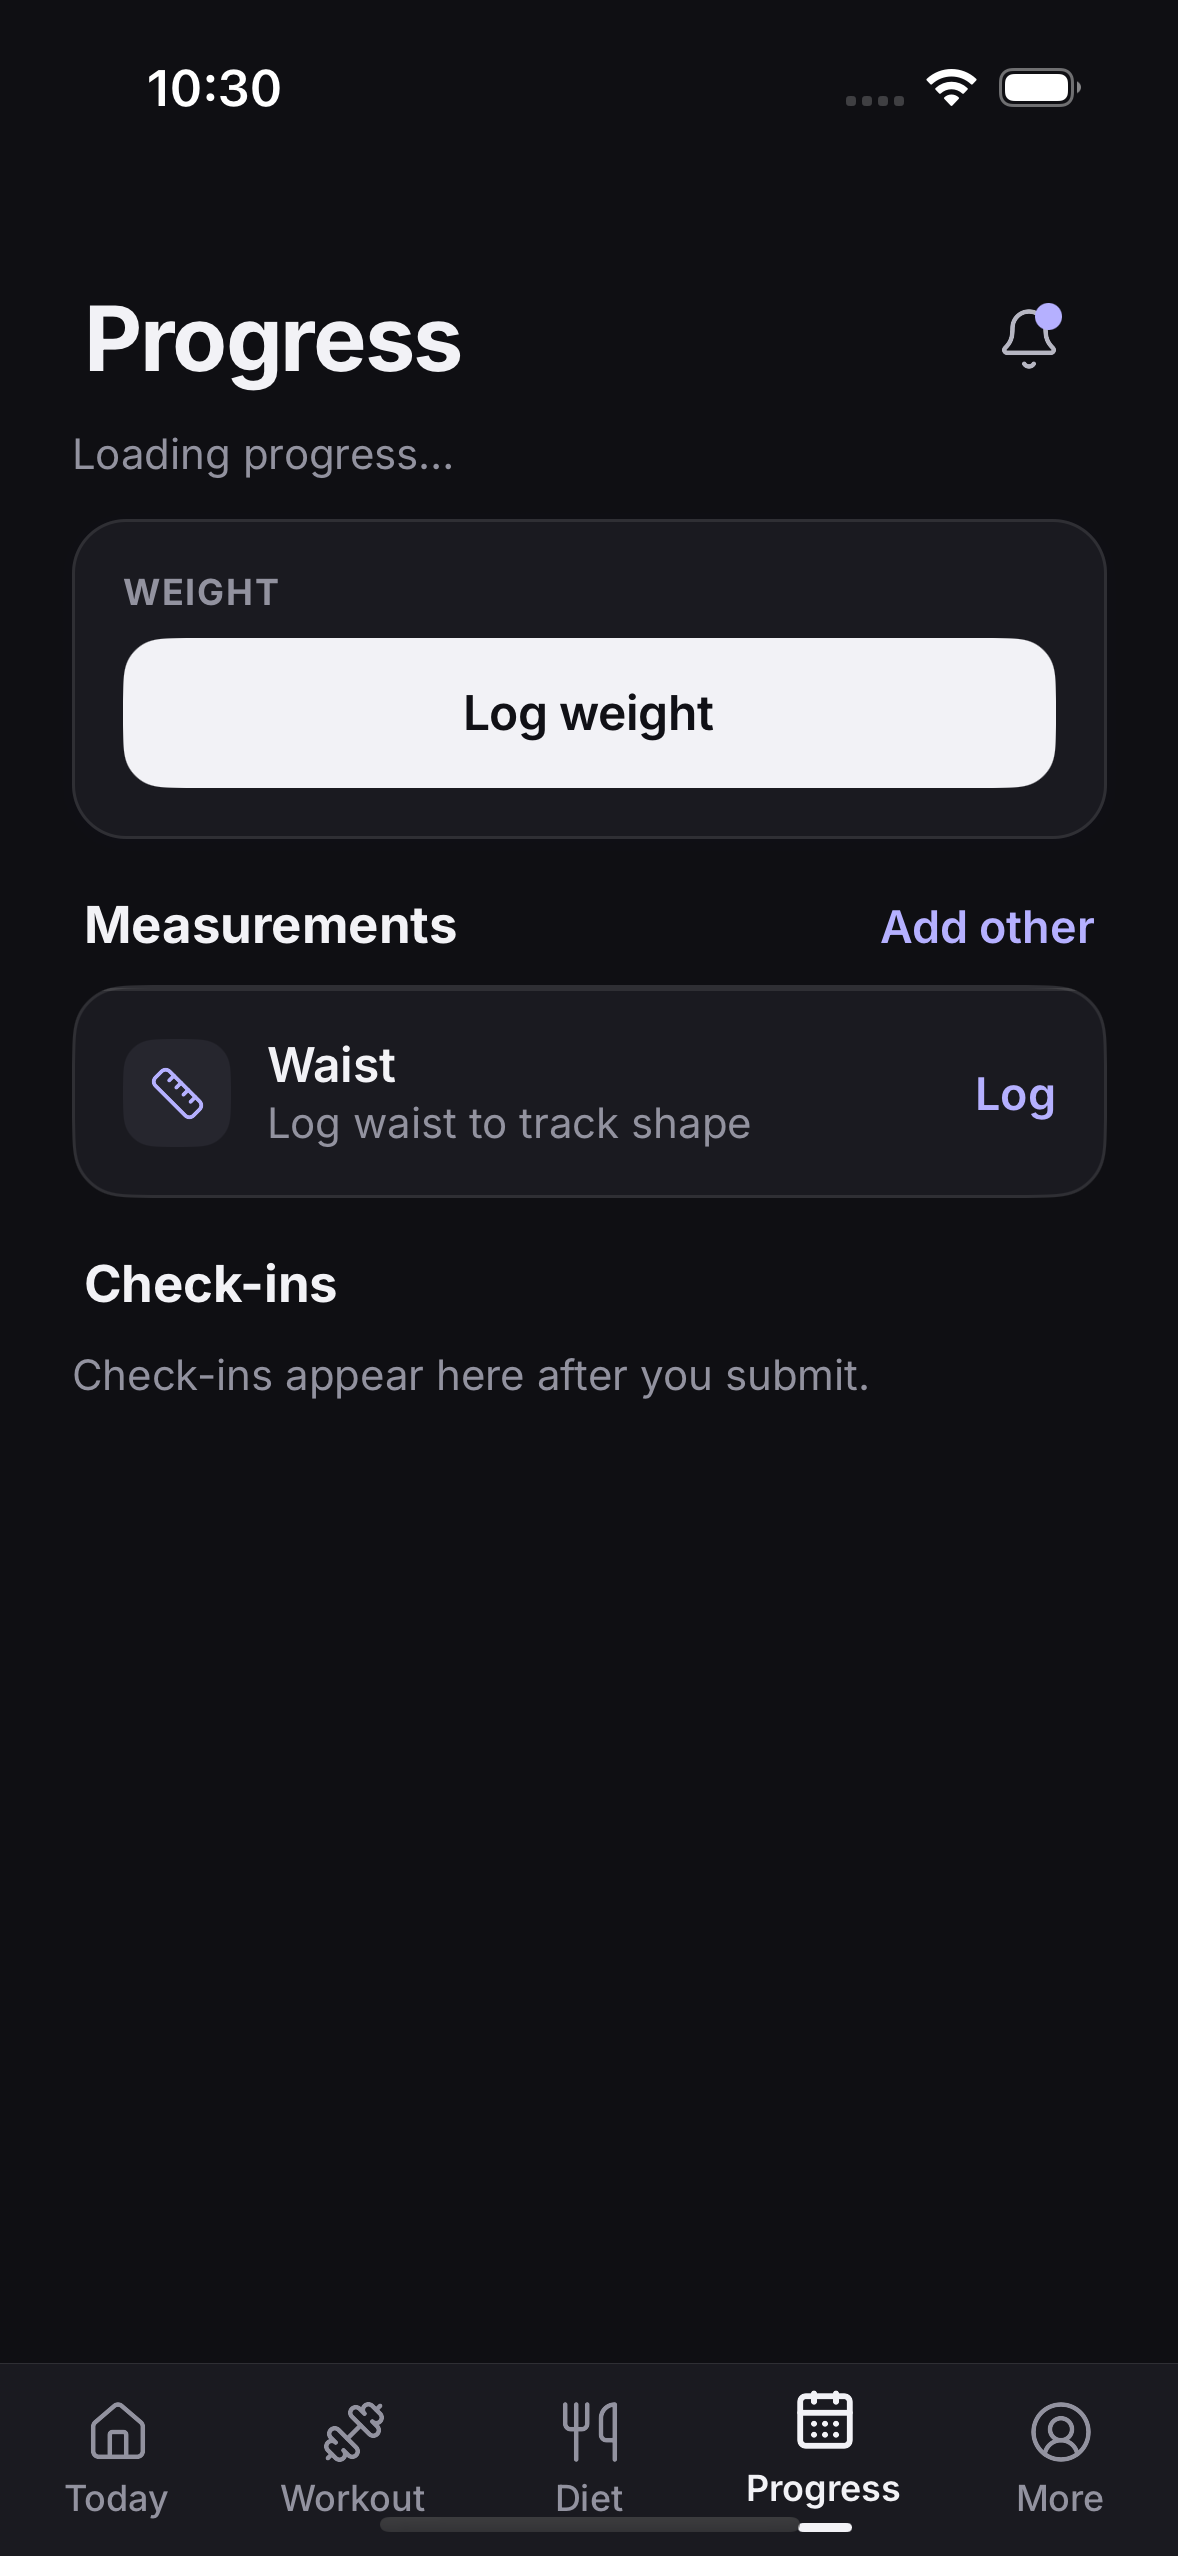 10:30
Progress
Loading progress...
WEIGHT
Log weight
Measurements
Add other
Waist
Log waist to track shape
Log
Check-ins
Check-ins appear here after you submit.
Today
Workout
Diet
Progress
More